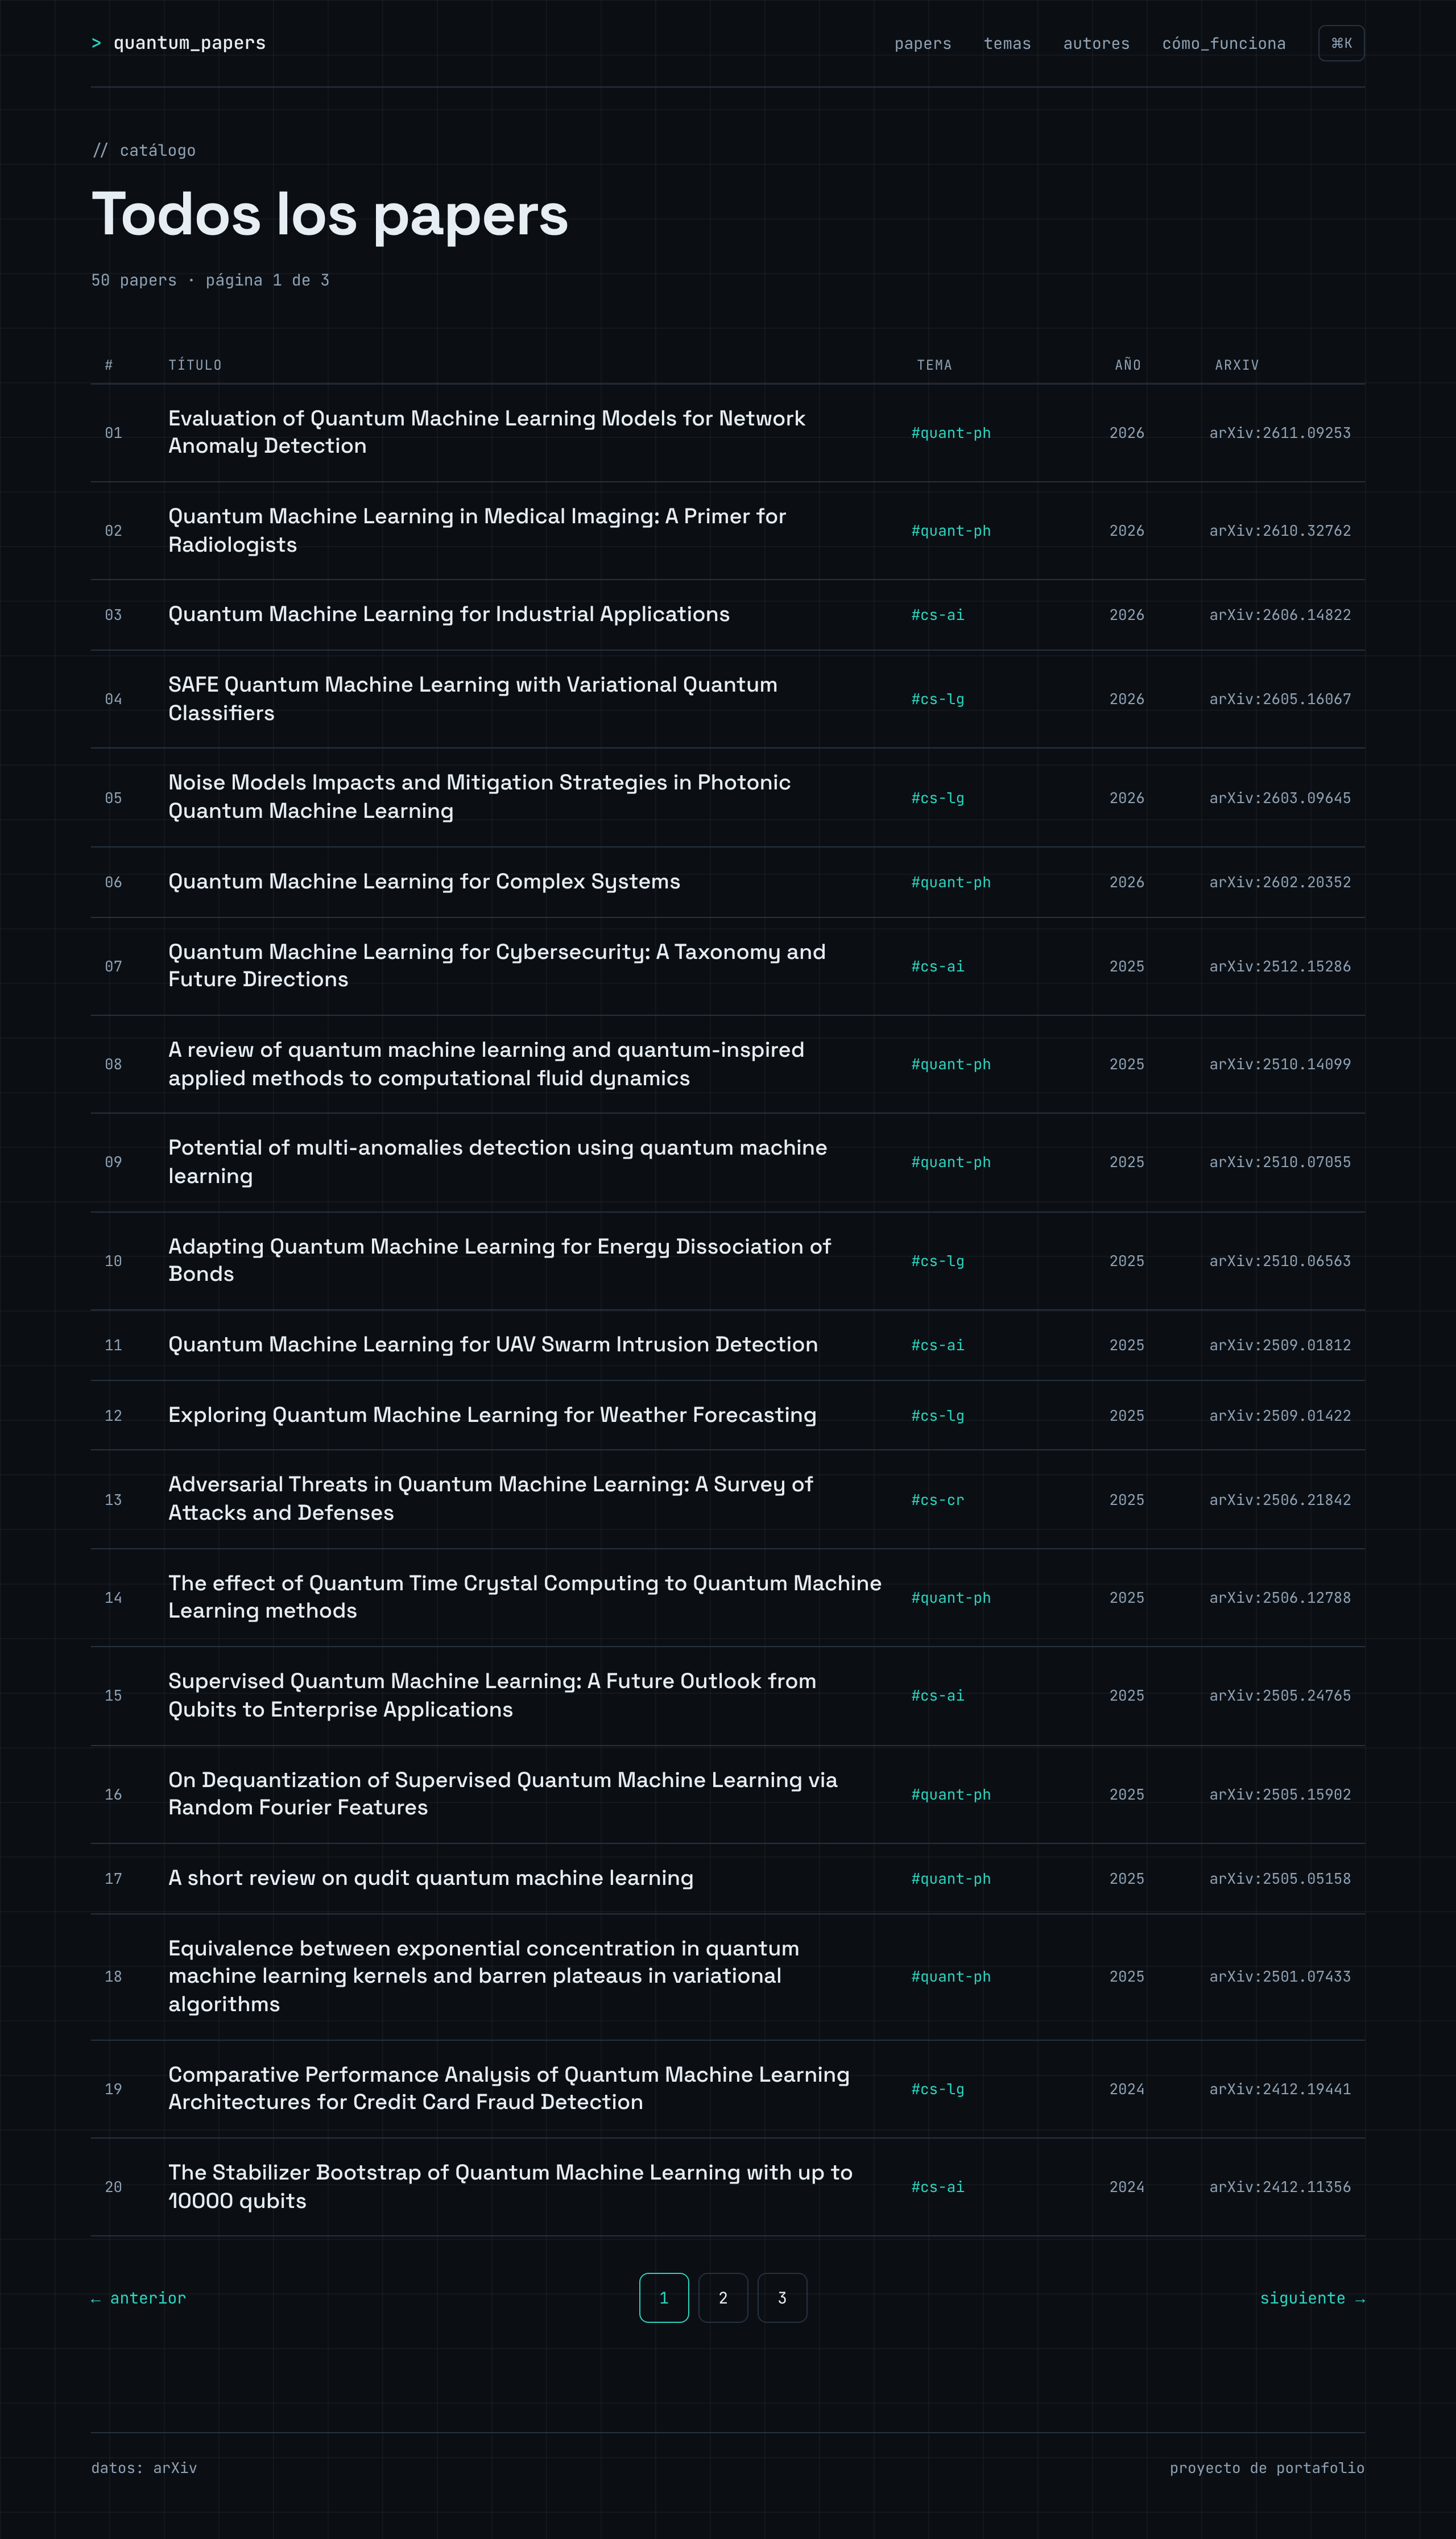 > quantum_papers
papers temas autores cómo_funciona ⌘K
// catálogo
Todos los papers
50 papers · página 1 de 3
# TÍTULO TEMA AÑO ARXIV
01 Evaluation of Quantum Machine Learning Models for Network
Anomaly Detection #quant-ph 2026 arXiv:2611.09253
02 Quantum Machine Learning in Medical Imaging: A Primer for
Radiologists #quant-ph 2026 arXiv:2610.32762
03 Quantum Machine Learning for Industrial Applications #cs-ai 2026 arXiv:2606.14822
04 SAFE Quantum Machine Learning with Variational Quantum
Classifiers #cs-lg 2026 arXiv:2605.16067
05 Noise Models Impacts and Mitigation Strategies in Photonic
Quantum Machine Learning #cs-lg 2026 arXiv:2603.09645
06 Quantum Machine Learning for Complex Systems #quant-ph 2026 arXiv:2602.20352
07 Quantum Machine Learning for Cybersecurity: A Taxonomy and
Future Directions #cs-ai 2025 arXiv:2512.15286
08 A review of quantum machine learning and quantum-inspired
applied methods to computational fluid dynamics #quant-ph 2025 arXiv:2510.14099
09 Potential of multi-anomalies detection using quantum machine
learning #quant-ph 2025 arXiv:2510.07055
10 Adapting Quantum Machine Learning for Energy Dissociation of
Bonds #cs-lg 2025 arXiv:2510.06563
11 Quantum Machine Learning for UAV Swarm Intrusion Detection #cs-ai 2025 arXiv:2509.01812
12 Exploring Quantum Machine Learning for Weather Forecasting #cs-lg 2025 arXiv:2509.01422
13 Adversarial Threats in Quantum Machine Learning: A Survey of
Attacks and Defenses #cs-cr 2025 arXiv:2506.21842
14 The effect of Quantum Time Crystal Computing to Quantum Machine
Learning methods #quant-ph 2025 arXiv:2506.12788
15 Supervised Quantum Machine Learning: A Future Outlook from
Qubits to Enterprise Applications #cs-ai 2025 arXiv:2505.24765
16 On Dequantization of Supervised Quantum Machine Learning via
Random Fourier Features #quant-ph 2025 arXiv:2505.15902
17 A short review on qudit quantum machine learning #quant-ph 2025 arXiv:2505.05158
18 Equivalence between exponential concentration in quantum
machine learning kernels and barren plateaus in variational
algorithms #quant-ph 2025 arXiv:2501.07433
19 Comparative Performance Analysis of Quantum Machine Learning
Architectures for Credit Card Fraud Detection #cs-lg 2024 arXiv:2412.19441
20 The Stabilizer Bootstrap of Quantum Machine Learning with up to
10000 qubits #cs-ai 2024 arXiv:2412.11356
← anterior 1 2 3 siguiente →
datos: arXiv proyecto de portafolio